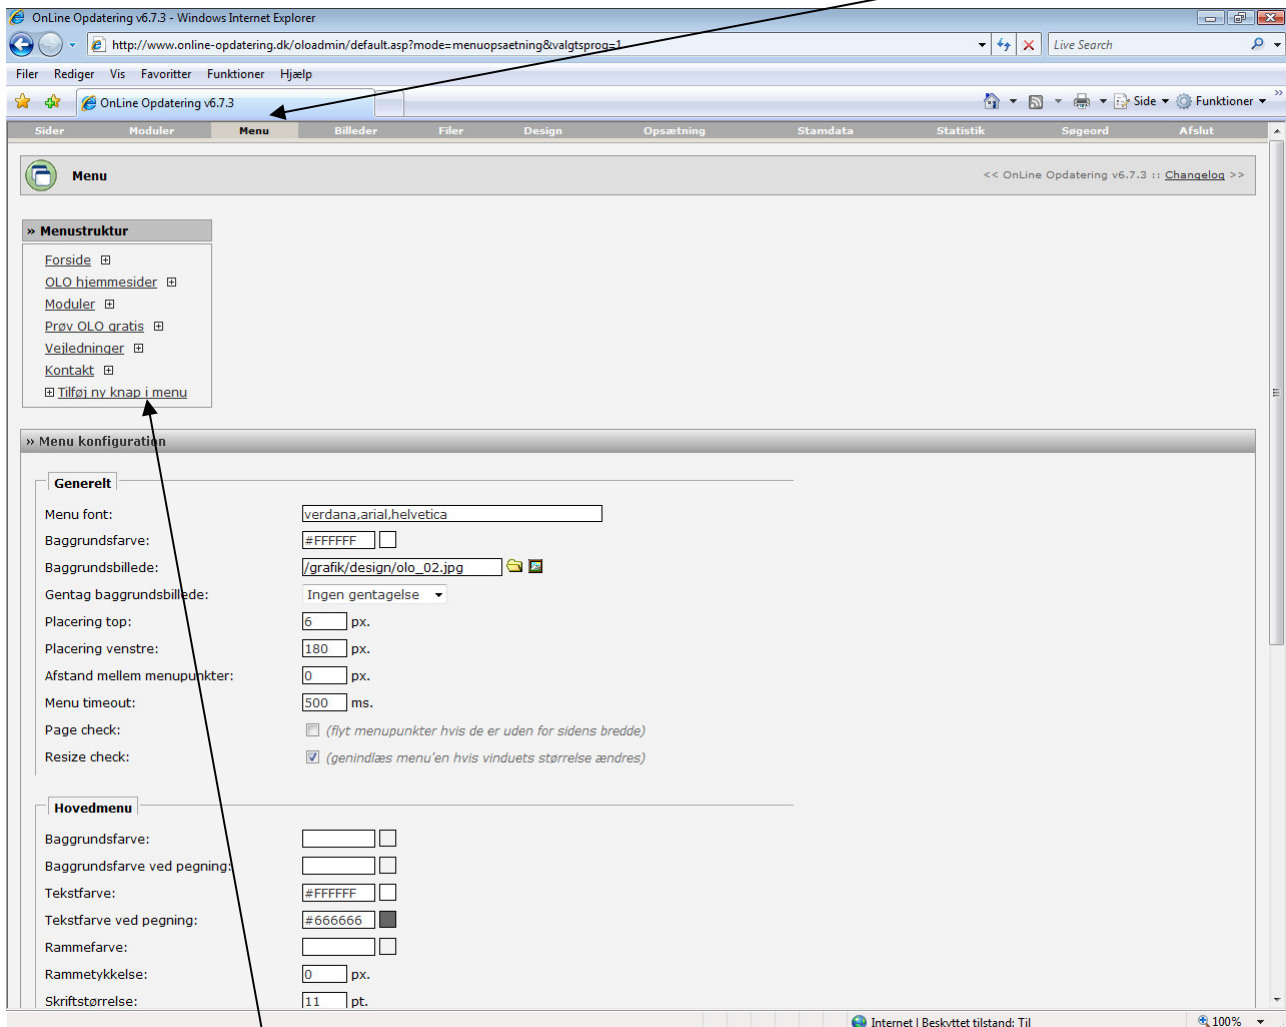 OnLine Opdatering v6.7.3 - Windows Internet Explorer
http://www.online-opdatering.dk/oloadmin/default.asp?mode=menuopsaetning&valgtsprog=1
Live Search
Filer Rediger Vis Favoritter Funktioner Hjælp
OnLine Opdatering v6.7.3
Side Funktioner
Sider Moduler Menu Billeder Filer Design Opsætning Stamdata Statistik Søgeord Afslut
Menu
<< OnLine Opdatering v6.7.3 :: Changelog >>
» Menustruktur
Forside
OLO hjemmesider
Moduler
Prøv OLO gratis
Vejledninger
Kontakt
Tilføj ny knap i menu
» Menu konfiguration
Generelt
Menu font: verdana,arial,helvetica
Baggrundsfarve: #FFFFFF
Baggrundsbillede: /grafik/design/olo_02.jpg
Gentag baggrundsbillede: Ingen gentagelse
Placering top: 6 px.
Placering venstre: 180 px.
Afstand mellem menupunkter: 0 px.
Menu timeout: 500 ms.
Page check: (flyt menupunkter hvis de er uden for sidens bredde)
Resize check: (genindlæs menu'en hvis vinduets størrelse ændres)
Hovedmenu
Baggrundsfarve:
Baggrundsfarve ved pegning:
Tekstfarve: #FFFFFF
Tekstfarve ved pegning: #666666
Rammefarve:
Rammetykkelse: 0 px.
Skriftstørrelse: 11 pt.
Internet | Beskyttet tilstand: Til
100%